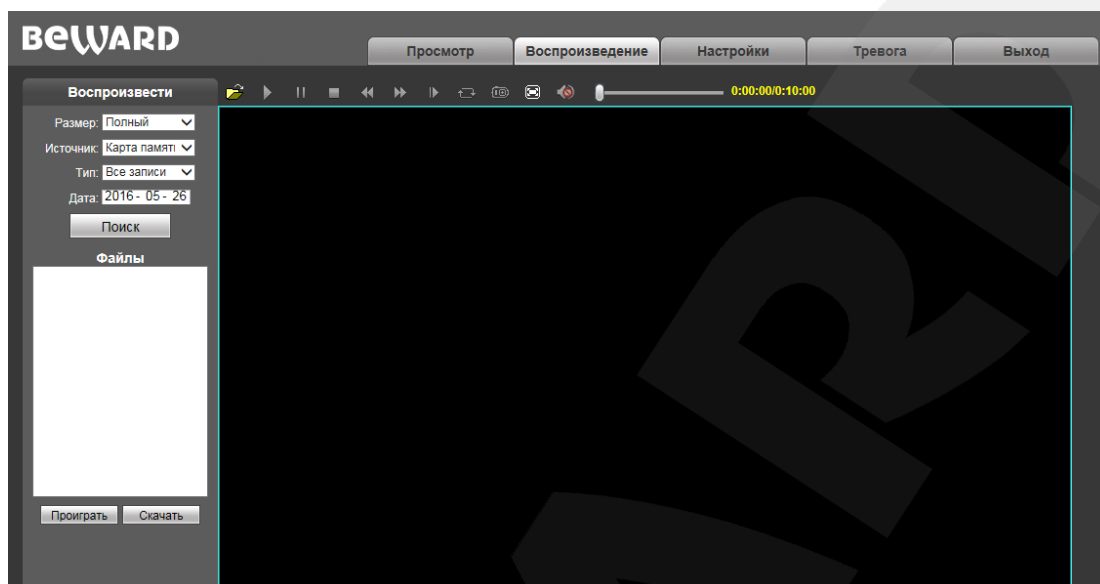 BEWARD
Просмотр
Воспроизведение
Настройки
Тревога
Выход
Воспроизвести
0:00:00/0:10:00
Размер: Полный
Источник: Карта памяти
Тип: Все записи
Дата: 2016 - 05 - 26
Поиск
Файлы
Проиграть
Скачать